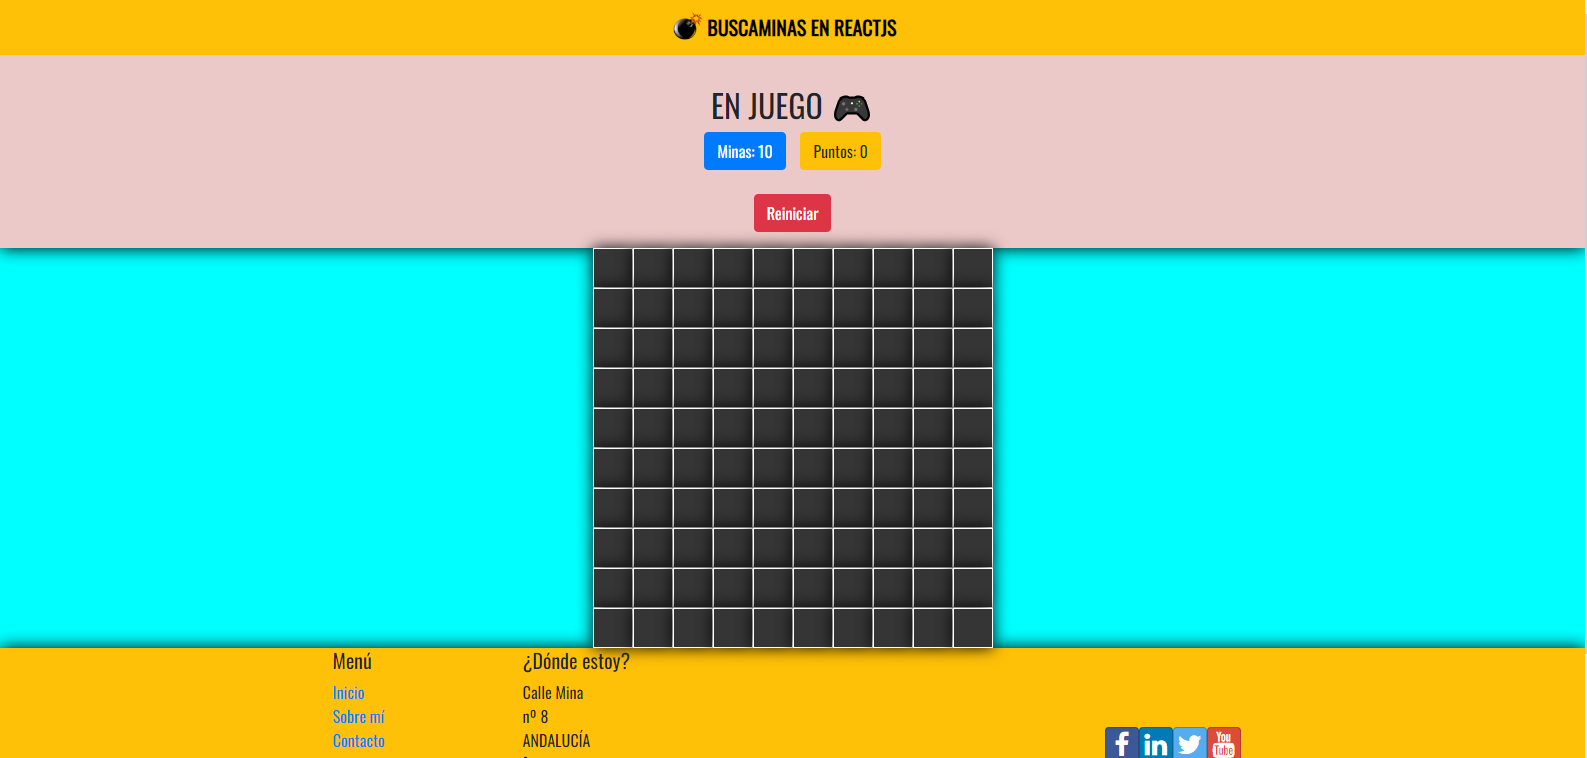 BUSCAMINAS EN REACTJS
EN JUEGO
Minas: 10
Puntos: 0
Reiniciar
Menú
Inicio
Sobre mí
Contacto
¿Dónde estoy?
Calle Mina
nº 8
ANDALUCÍA
f
in
You
Tube